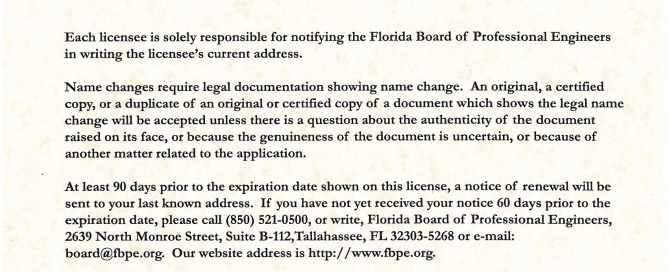 Each licensee is solely responsible for notifying the Florida Board of Professional Engineers
in writing the licensee's current address.
Name changes require legal documentation showing name change. An original, a certified
copy, or a duplicate of an original or certified copy of a document which shows the legal name
change will be accepted unless there is a question about the authenticity of the document
raised on its face, or because the genuineness of the document is uncertain, or because of
another matter related to the application.
At least 90 days prior to the expiration date shown on this license, a notice of renewal will be
sent to your last known address. If you have not yet received your notice 60 days prior to the
expiration date, please call (850) 521-0500, or write, Florida Board of Professional Engineers,
2639 North Monroe Street, Suite B-112,Tallahassee, FL 32303-5268 or e-mail:
board@fbpe.org. Our website address is http://www.fbpe.org.